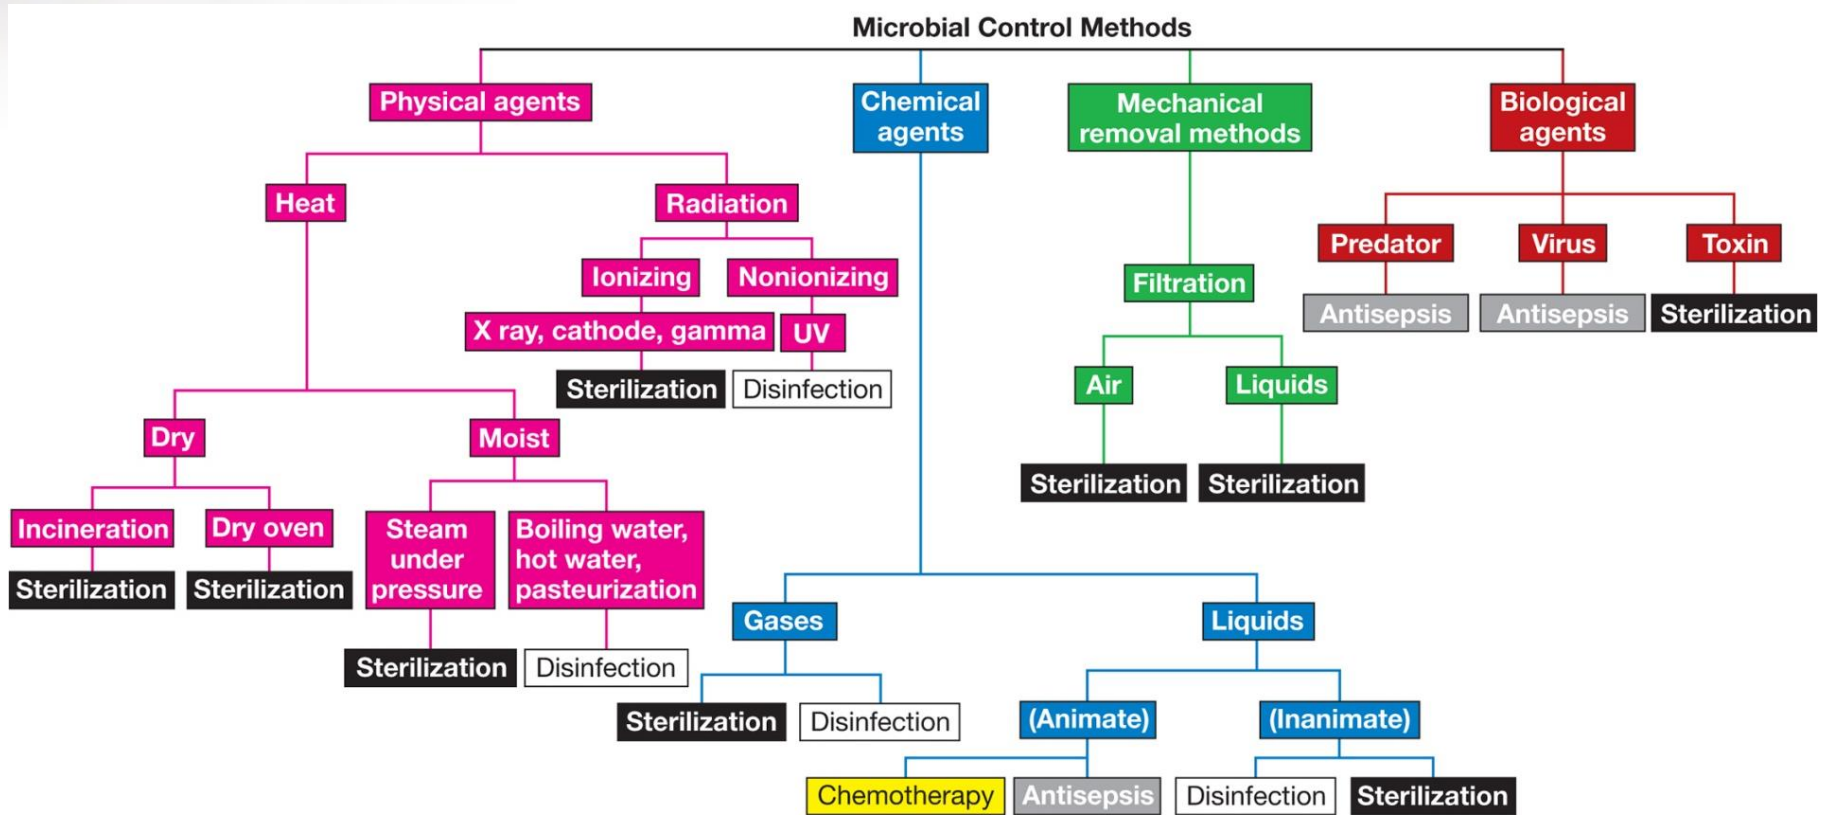 Microbial Control Methods
Physical agents
Chemical
agents
Mechanical
removal methods
Biological
agents
Heat
Radiation
Predator
Virus
Toxin
Ionizing
Nonionizing
Filtration
Antisepsis
Antisepsis
Sterilization
X ray, cathode, gamma
UV
Sterilization
Disinfection
Air
Liquids
Dry
Moist
Sterilization
Sterilization
Incineration
Dry oven
Steam
under
pressure
Boiling water,
hot water,
pasteurization
Sterilization
Sterilization
Gases
Liquids
Sterilization
Disinfection
Sterilization
Disinfection
(Animate)
(Inanimate)
Chemotherapy
Antisepsis
Disinfection
Sterilization